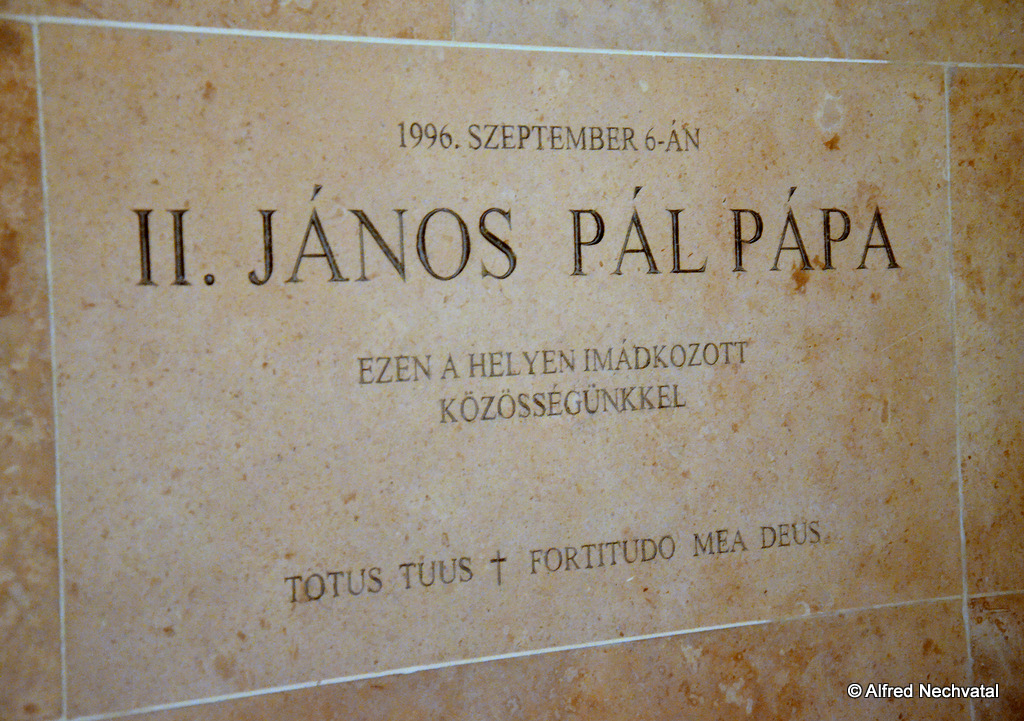 1996. SZEPTEMBER 6-ÁN
II. JÁNOS PÁL PÁPA
EZEN A HELYEN IMÁDKOZOTT
KÖZÖSSÉGÜNKKEL
TOTUS TUUS † FORTITUDO MEA DEUS
© Alfred Nechvatal